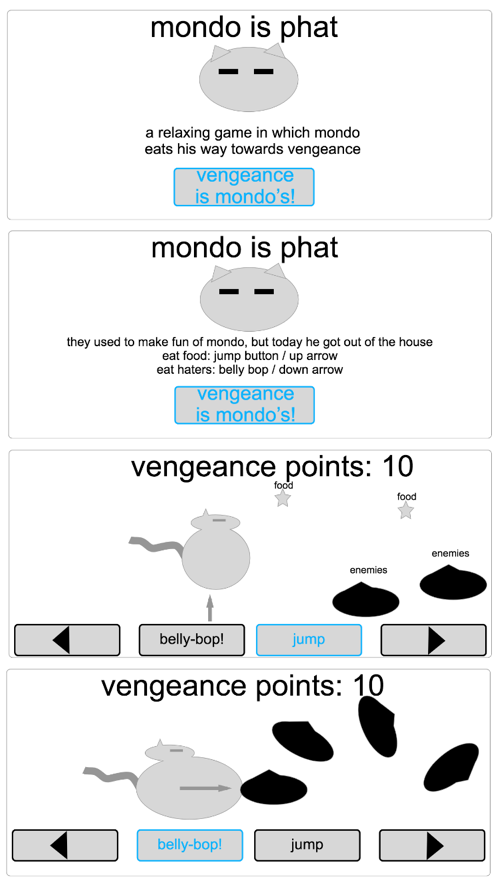 mondo is phat
a relaxing game in which mondo
eats his way towards vengeance
vengeance
is mondo's!
mondo is phat
they used to make fun of mondo, but today he got out of the house
eat food: jump button / up arrow
eat haters: belly bop / down arrow
vengeance
is mondo's!
vengeance points: 10
food
food
enemies
enemies
belly-bop!
jump
vengeance points: 10
belly-bop!
jump